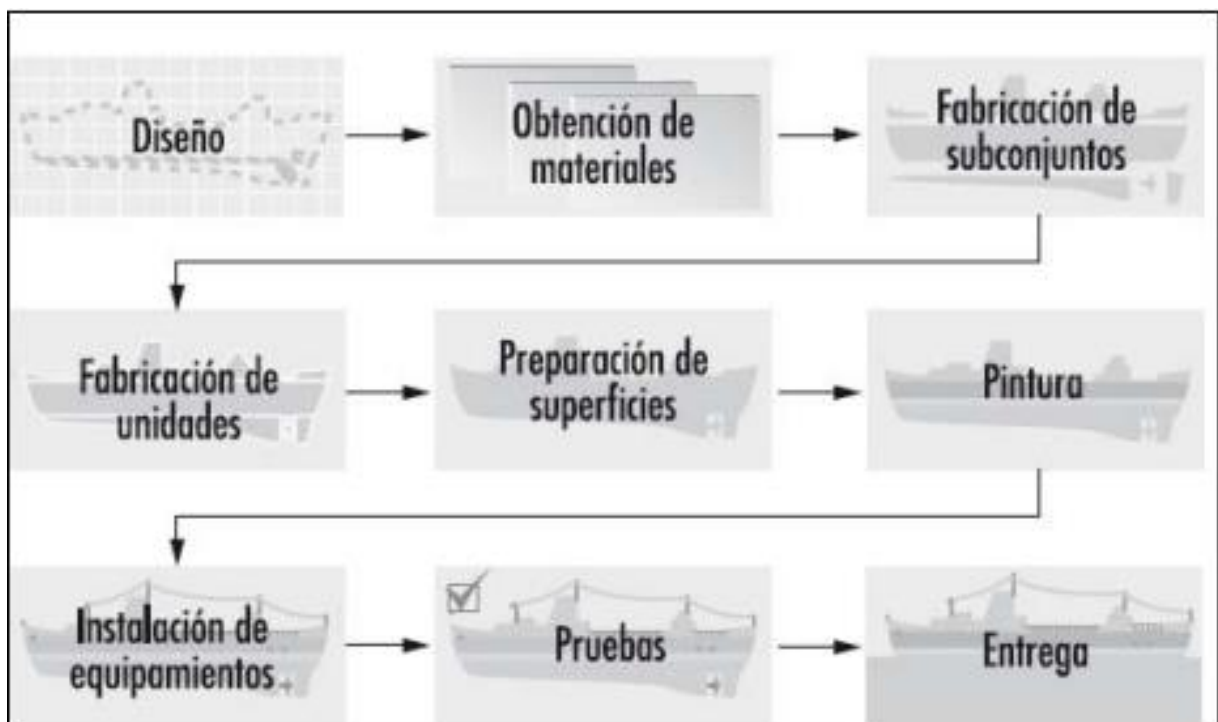 Diseño
Obtención de
materiales
Fabricación de
subconjuntos
Fabricación de
unidades
Preparación de
superficies
Pintura
Instalación de
equipamientos
Pruebas
Entrega